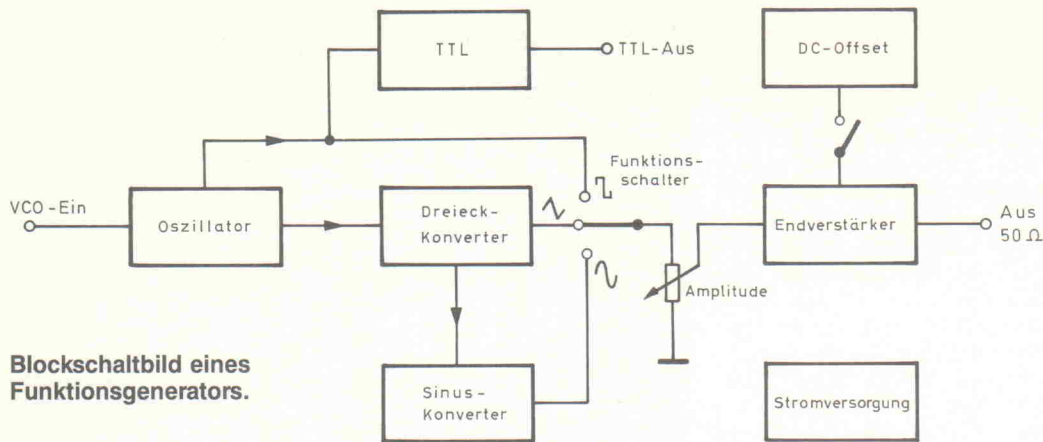 TTL
TTL-Aus
DC-Offset
Funktions-
schalter
VCO-Ein
Oszillator
Dreieck-
Konverter
Endverstärker
Aus
50 Ω
Amplitude
Blockschaltbild eines
Funktionsgenerators.
Sinus-
Konverter
Stromversorgung